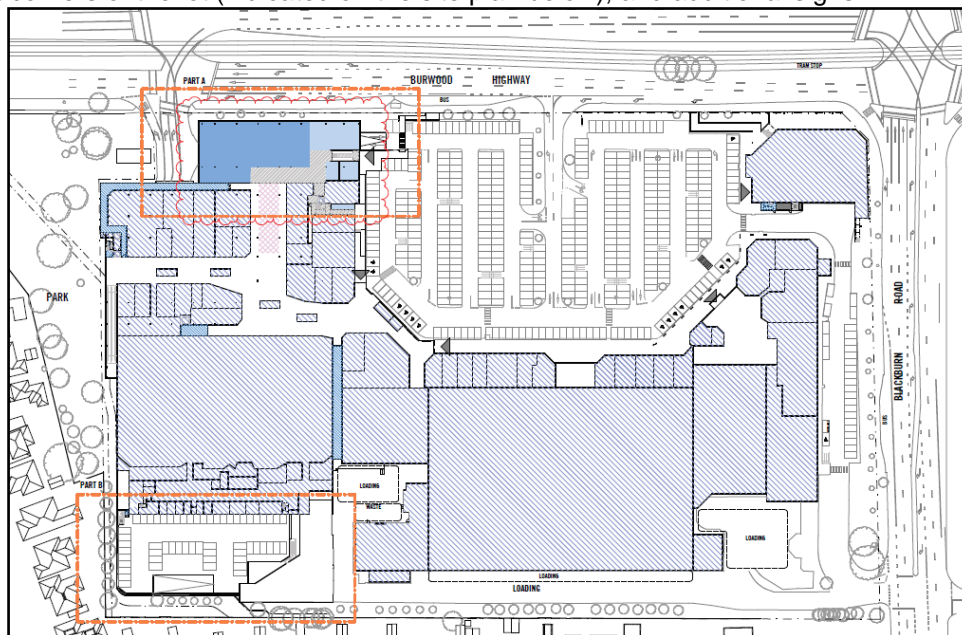 PART A
BURWOOD HIGHWAY
TRAM STOP
BUS
PARK
BLACKBURN ROAD
BUS
PART B
LOADING
WASTE
LOADING
LOADING
LOADING